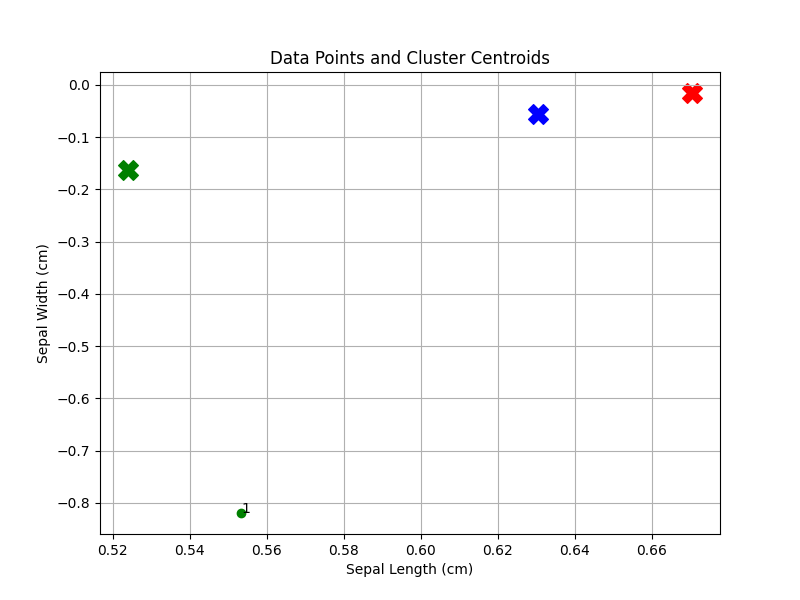 Data Points and Cluster Centroids
0.0
−0.1
−0.2
−0.3
−0.4
−0.5
−0.6
−0.7
−0.8
Sepal Width (cm)
1
0.52 0.54 0.56 0.58 0.60 0.62 0.64 0.66
Sepal Length (cm)